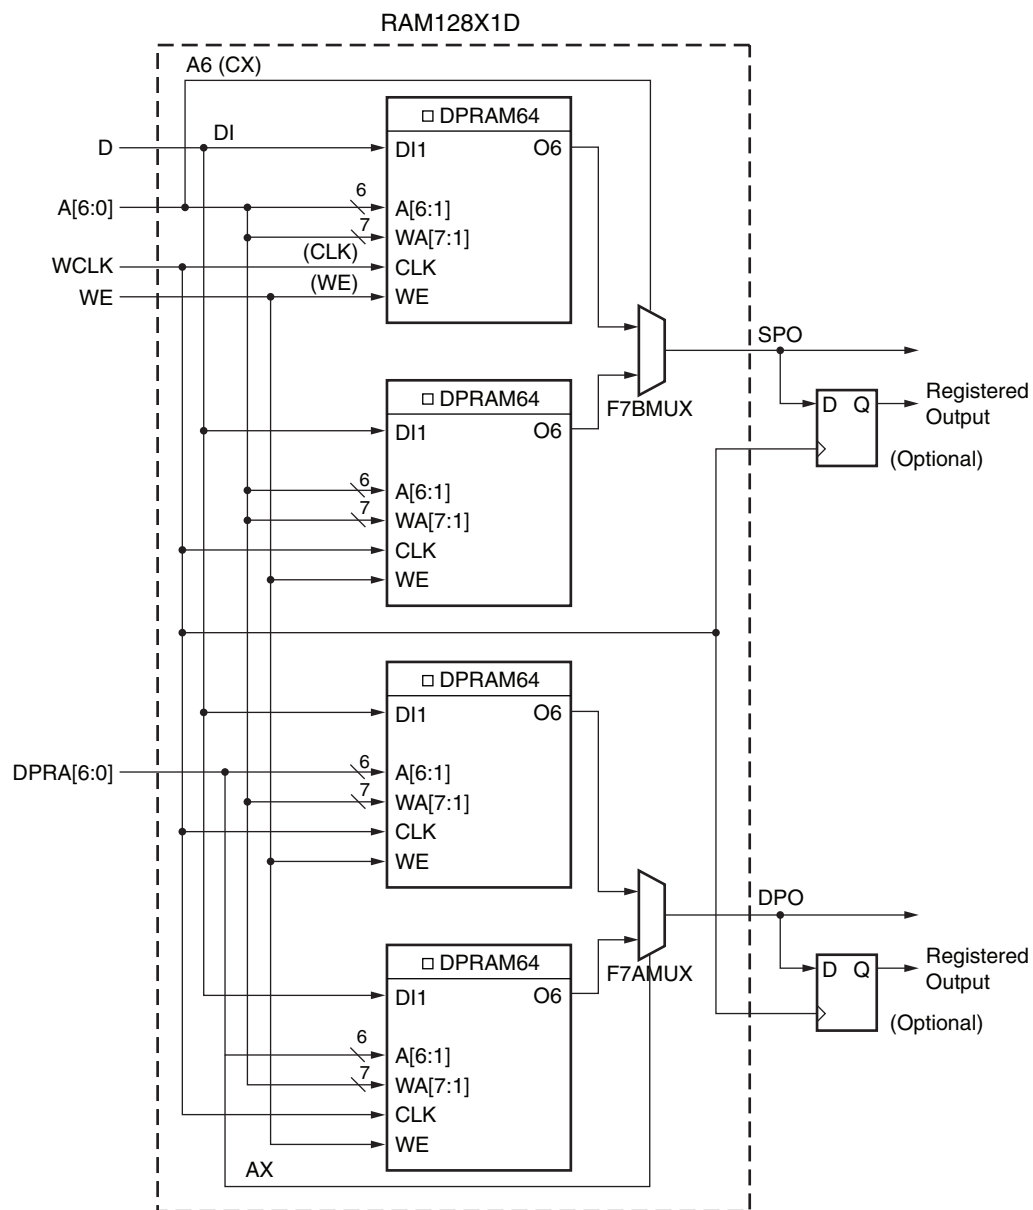 RAM128X1D
A6 (CX)
DPRAM64
D
DI
DI1
O6
A[6:0]
6
A[6:1]
7
WA[7:1]
WCLK
(CLK)
CLK
WE
(WE)
WE
SPO
F7BMUX
D Q
Registered
Output
(Optional)
DPRAM64
DI1
O6
6
A[6:1]
7
WA[7:1]
CLK
WE
DPRAM64
DI1
O6
DPRA[6:0]
6
A[6:1]
7
WA[7:1]
CLK
WE
DPO
F7AMUX
D Q
Registered
Output
(Optional)
DPRAM64
DI1
O6
6
A[6:1]
7
WA[7:1]
CLK
WE
AX